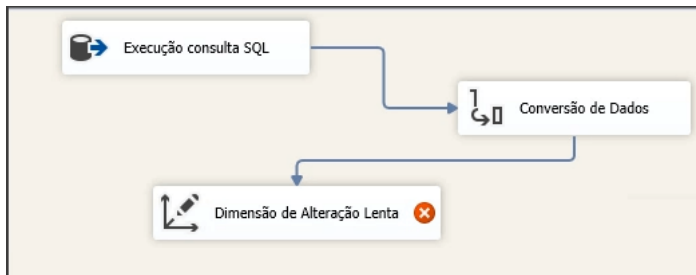 Execução consulta SQL
Conversão de Dados
Dimensão de Alteração Lenta